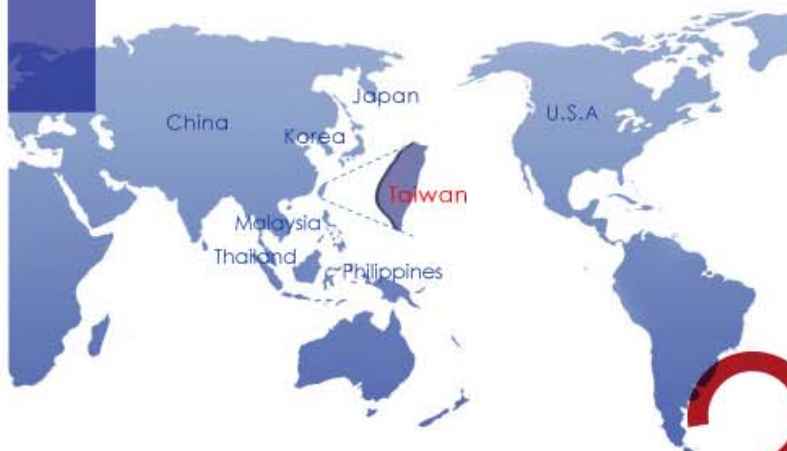 Japan
China
U.S.A
Korea
Taiwan
Malaysia
Thailand
Philippines